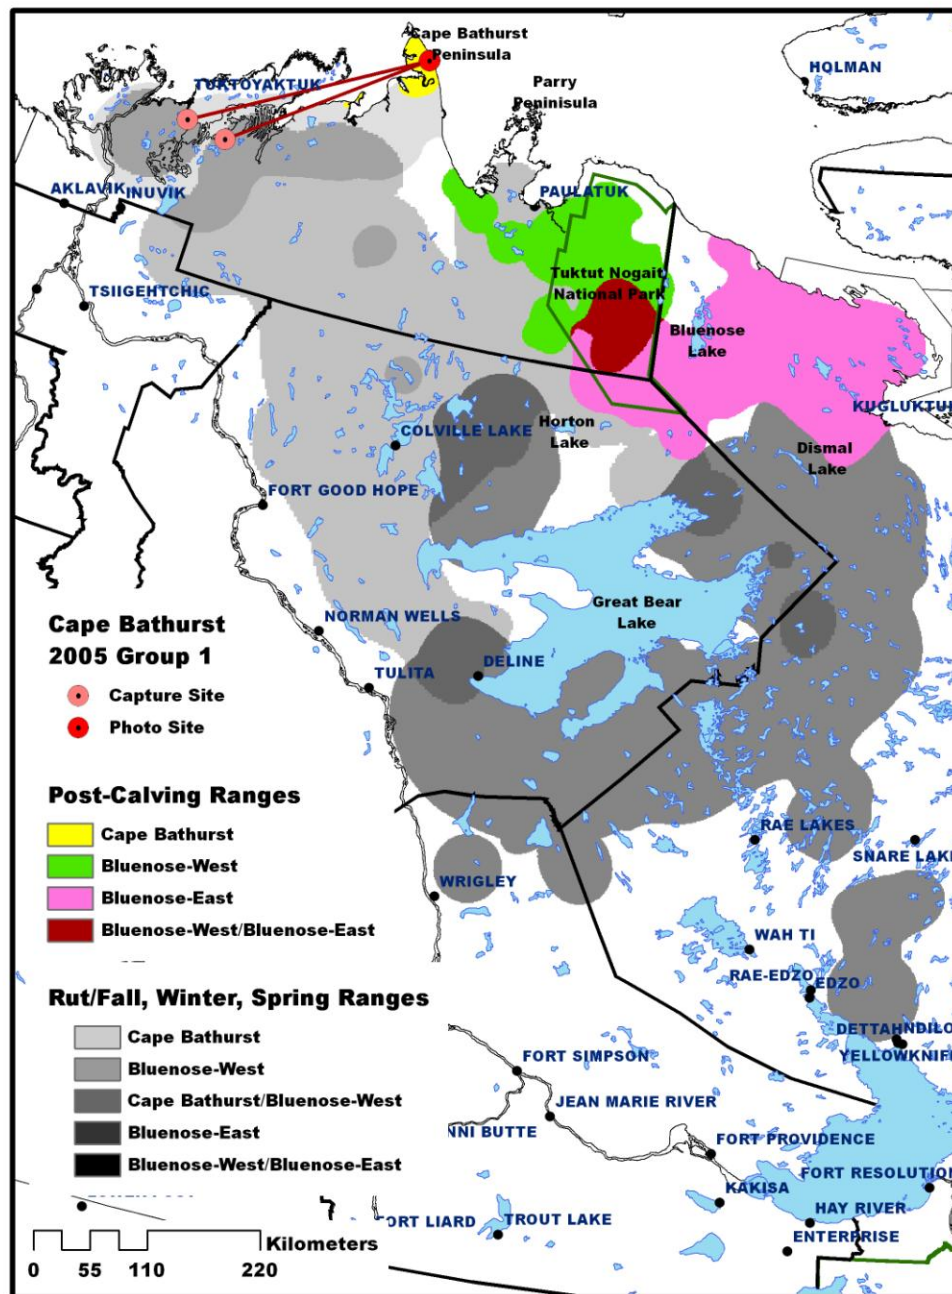 Cape Bathurst
Peninsula
HOLMAN
TUKTOYAKTUK
Parry
Peninisula
AKLAVIK
INUVIK
PAULATUK
TSIIGEHTCHIC
Tuktut Nogait
National Park
Bluenose
Lake
KUGLUKTUK
Horton
Lake
COLVILLE LAKE
Dismal
Lake
FORT GOOD HOPE
Great Bear
Lake
NORMAN WELLS
DELINE
TULITA
Cape Bathurst
2005 Group 1
Capture Site
Photo Site
Post-Calving Ranges
Cape Bathurst
Bluenose-West
Bluenose-East
Bluenose-West/Bluenose-East
RAE LAKES
SNARE LAKE
WRIGLEY
WAH TI
RAE-EDZO
EDZO
DETTAH
NDILO
YELLOWKNIF
Rut/Fall, Winter, Spring Ranges
Cape Bathurst
Bluenose-West
Cape Bathurst/Bluenose-West
Bluenose-East
Bluenose-West/Bluenose-East
FORT SIMPSON
JEAN MARIE RIVER
NNI BUTTE
FORT PROVIDENCE
FORT RESOLUTION
KAKISA
HAY RIVER
ORT LIARD
TROUT LAKE
ENTERPRISE
Kilometers
0 55 110 220